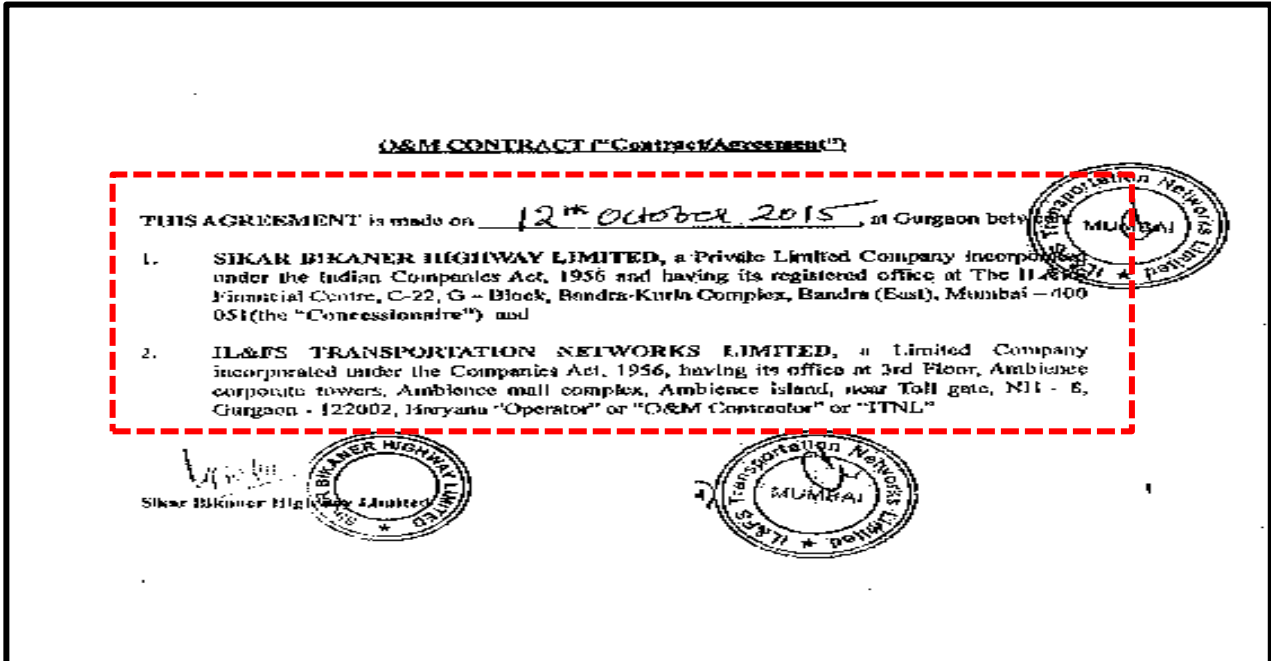 O&M CONTRACT ("Contract/Agreement")
THIS AGREEMENT is made on 12th October 2015, at Gurgaon between
1. SIKAR BIKANER HIGHWAY LIMITED, a Private Limited Company incorporated
under the Indian Companies Act, 1956 and having its registered office at The IL&FS
Financial Centre, C-22, G – Block, Bandra-Kurla Complex, Bandra (East), Mumbai – 400
051(the "Concessionaire") and
2. IL&FS TRANSPORTATION NETWORKS LIMITED, a Limited Company
incorporated under the Companies Act, 1956, having its office at 3rd Floor, Ambience
corporate towers, Ambience mall complex, Ambience island, near Toll gate, NH - 8,
Gurgaon - 122002, Haryana "Operator" or "O&M Contractor" or "ITNL"
IL&FS Transportation Networks Limited ★
MUMBAI
Sikar Bikaner Highway Limited
SIKAR BIKANER HIGHWAY LIMITED ★
IL&FS Transportation Networks Limited ★
MUMBAI